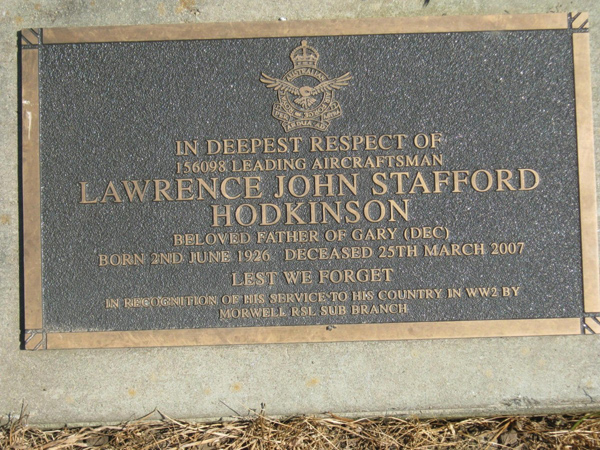 AUSTRALIAN
IN DEEPEST RESPECT OF
156098 LEADING AIRCRAFTSMAN
LAWRENCE JOHN STAFFORD
HODKINSON
BELOVED FATHER OF GARY (DEC)
BORN 2ND JUNE 1926 DECEASED 25TH MARCH 2007
LEST WE FORGET
IN RECOGNITION OF HIS SERVICE TO HIS COUNTRY IN WW2 BY
MORWELL RSL SUB BRANCH